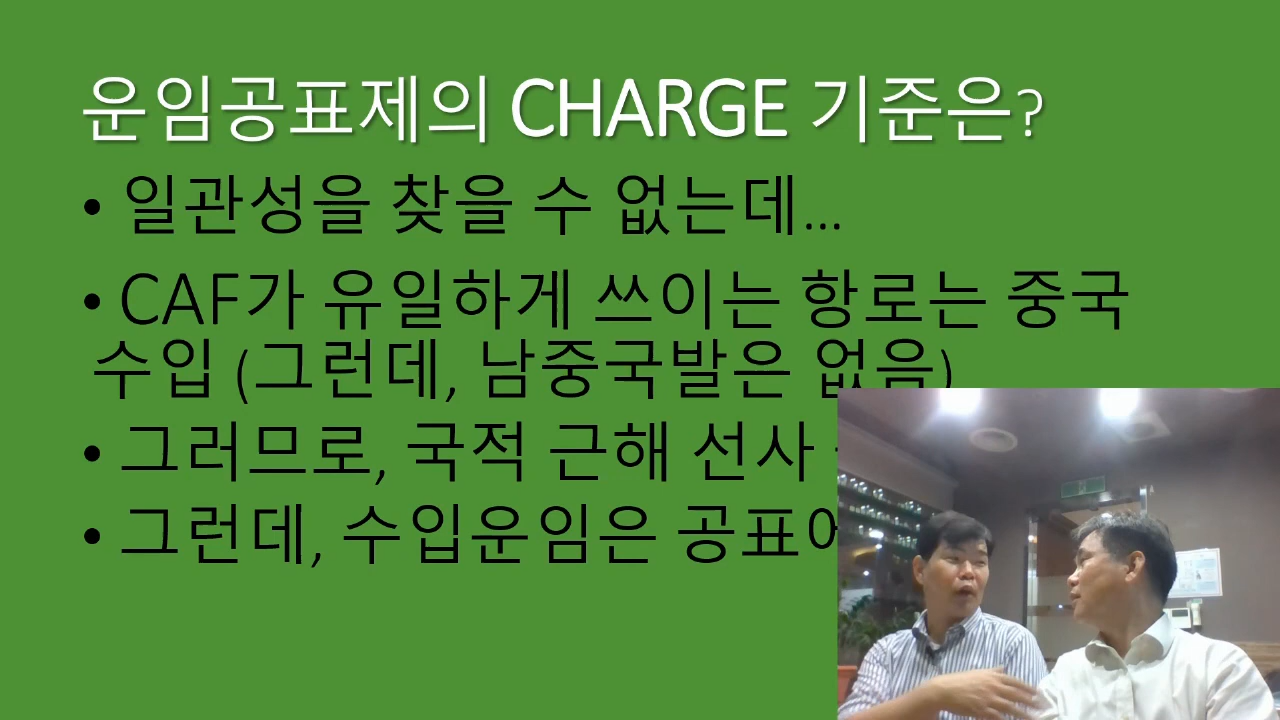 운임공표제의 CHARGE 기준은?
• 일관성을 찾을 수 없는데...
• CAF가 유일하게 쓰이는 항로는 중국
수입 (그런데, 남중국발은 없음)
• 그러므로, 국적 근해 선사
• 그런데, 수입운임은